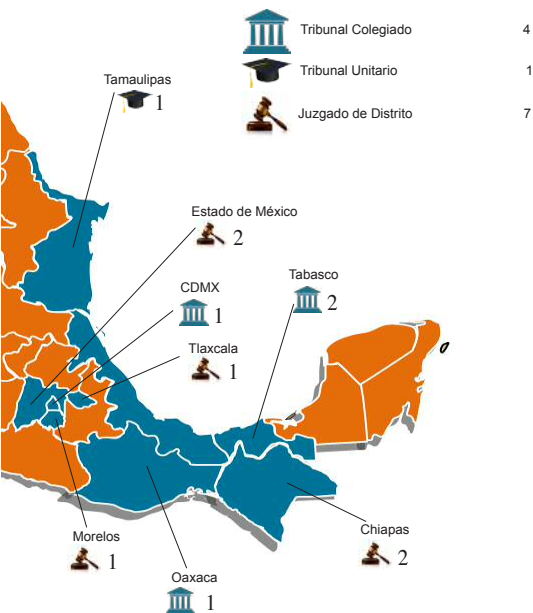 Tribunal Colegiado 4
Tribunal Unitario 1
Juzgado de Distrito 7
Tamaulipas
1
Estado de México
2
CDMX
1
Tabasco
2
Tlaxcala
1
Chiapas
2
Morelos
1
Oaxaca
1